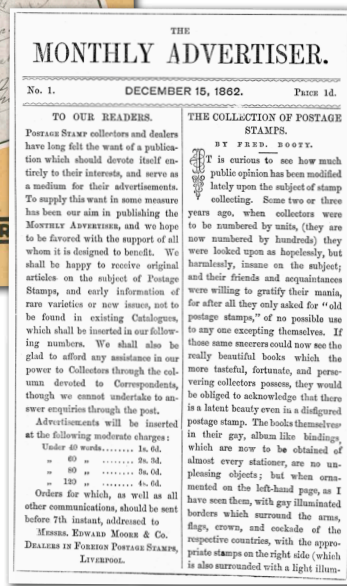 THE
MONTHLY ADVERTISER.
No. 1.
DECEMBER 15, 1862.
PRICE 1d.
TO OUR READERS.
POSTAGE STAMP collectors and dealers
have long felt the want of a publica-
tion which should devote itself en-
tirely to their interests, and serve as
a medium for their advertisements.
To supply this want in some measure
has been our aim in publishing the
MONTHLY ADVERTISER, and we hope
to be favored with the support of all
whom it is designed to benefit. We
shall be happy to receive original
articles on the subject of Postage
Stamps, and early information of
rare varieties or new issues, not to
be found in existing Catalogues,
which shall be inserted in our follow-
ing numbers. We shall also be
glad to afford any assistance in our
power to Collectors through the col-
umn devoted to Correspondents,
though we cannot undertake to an-
swer enquiries through the post.
Advertisements will be inserted
at the following moderate charges:
Under 40 words........ 1s. 6d.
„ 60 „ ........ 2s. 3d.
„ 80 „ ........ 3s. 0d.
„ 120 „ ........ 4s. 6d.
Orders for which, as well as all
other communications, should be sent
before 7th instant, addressed to
MESSRS. EDWARD MOORE & CO.
DEALERS IN FOREIGN POSTAGE STAMPS,
LIVERPOOL.
THE COLLECTION OF POSTAGE
STAMPS.
BY FRED. BOOTY.
IT is curious to see how much
public opinion has been modified
lately upon the subject of stamp
collecting. Some two or three
years ago, when collectors were
to be numbered by units, (they are
now numbered by hundreds) they
were looked upon as hopelessly, but
harmlessly, insane on the subject;
and their friends and acquaintances
were willing to gratify their mania,
for after all they only asked for "old
postage stamps," of no possible use
to any one excepting themselves. If
those same sneerers could now see the
really beautiful books which the
more tasteful, fortunate, and perse-
vering collectors possess, they would
be obliged to acknowledge that there
is a latent beauty even in a disfigured
postage stamp. The books themselves
in their gay, album like bindings,
which are now to be obtained of
almost every stationer, are no un-
pleasing objects; but when orna-
mented on the left-hand page, as I
have seen them, with gay illuminated
borders which surround the arms,
flags, crown, and cockade of the
respective countries, with the appro-
priate stamps on the right side (which
is also surrounded with a light illum-